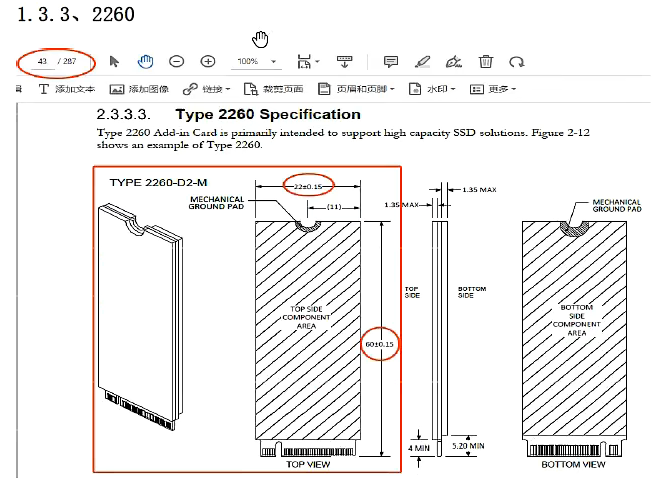 1.3.3、2260
43 / 287
100%
添加文本 添加图像 链接 裁剪页面 页眉和页脚 水印 更多
2.3.3.3. Type 2260 Specification
Type 2260 Add-in Card is primarily intended to support high capacity SSD solutions. Figure 2-12
shows an example of Type 2260.
TYPE 2260-D2-M
22±0.15
1.35 MAX
MECHANICAL
GROUND PAD
(11)
1.35 MAX
MECHANICAL
GROUND PAD
TOP SIDE
COMPONENT
AREA
60±0.15
TOP
SIDE
BOTTOM
SIDE
BOTTOM
SIDE
COMPONENT
AREA
4 MIN
5.20 MIN
TOP VIEW
BOTTOM VIEW